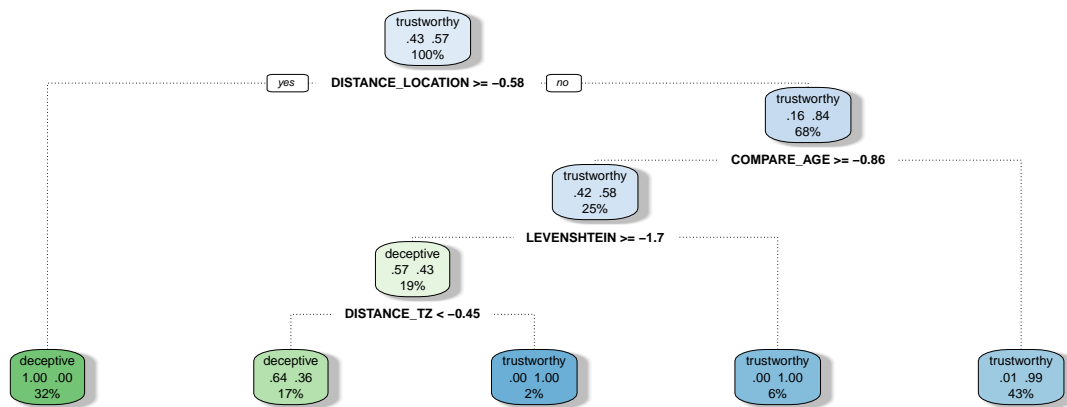 trustworthy
.43 .57
100%
yes
DISTANCE_LOCATION >= −0.58
no
trustworthy
.16 .84
68%
COMPARE_AGE >= −0.86
trustworthy
.42 .58
25%
LEVENSHTEIN >= −1.7
deceptive
.57 .43
19%
DISTANCE_TZ < −0.45
deceptive
1.00 .00
32%
deceptive
.64 .36
17%
trustworthy
.00 1.00
2%
trustworthy
.00 1.00
6%
trustworthy
.01 .99
43%